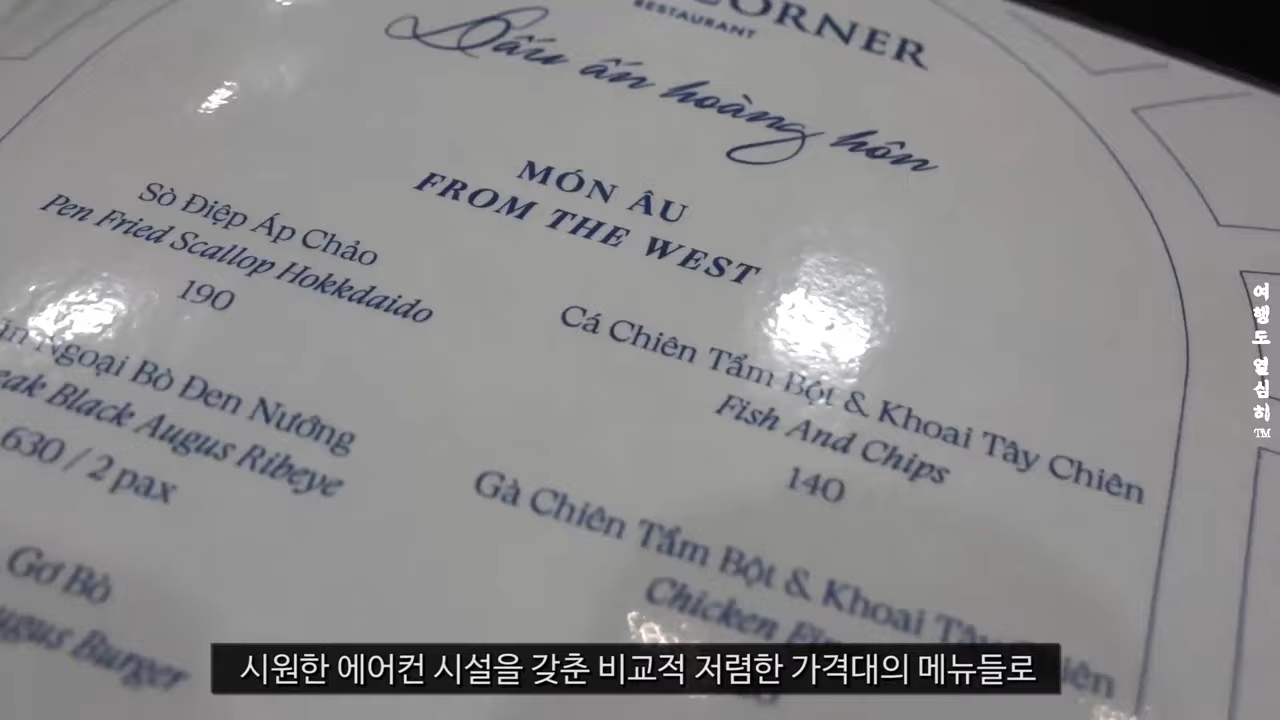 CORNER
RESTAURANT
Dấu ấn hoàng hôn
MÓN ÂU
FROM THE WEST
Sò Điệp Áp Chảo
Pen Fried Scallop Hokkdaido
190
Ngoại Bò Đen Nướng
Black Augus Ribeye
630 / 2 pax
Gơ Bò
Burger
Cá Chiên Tẩm Bột & Khoai Tây Chiên
Fish And Chips
140
Gà Chiên Tẩm Bột & Khoai Tây Chiên
Chicken
여행도 열심히™
시원한 에어컨 시설을 갖춘 비교적 저렴한 가격대의 메뉴들로